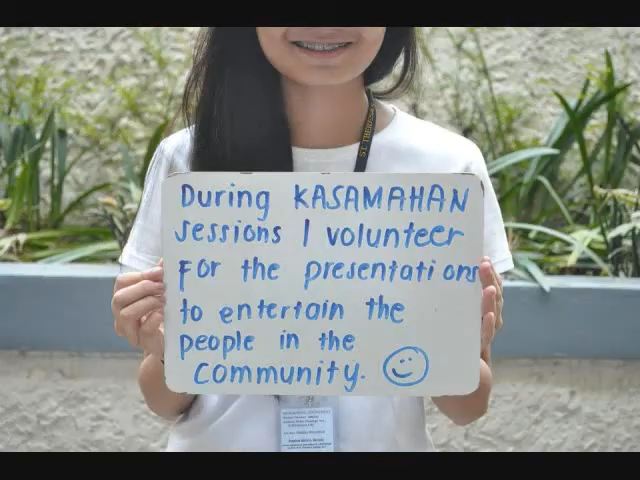 During KASAMAHAN
sessions I volunteer
for the presentations
to entertain the
people in the
community.